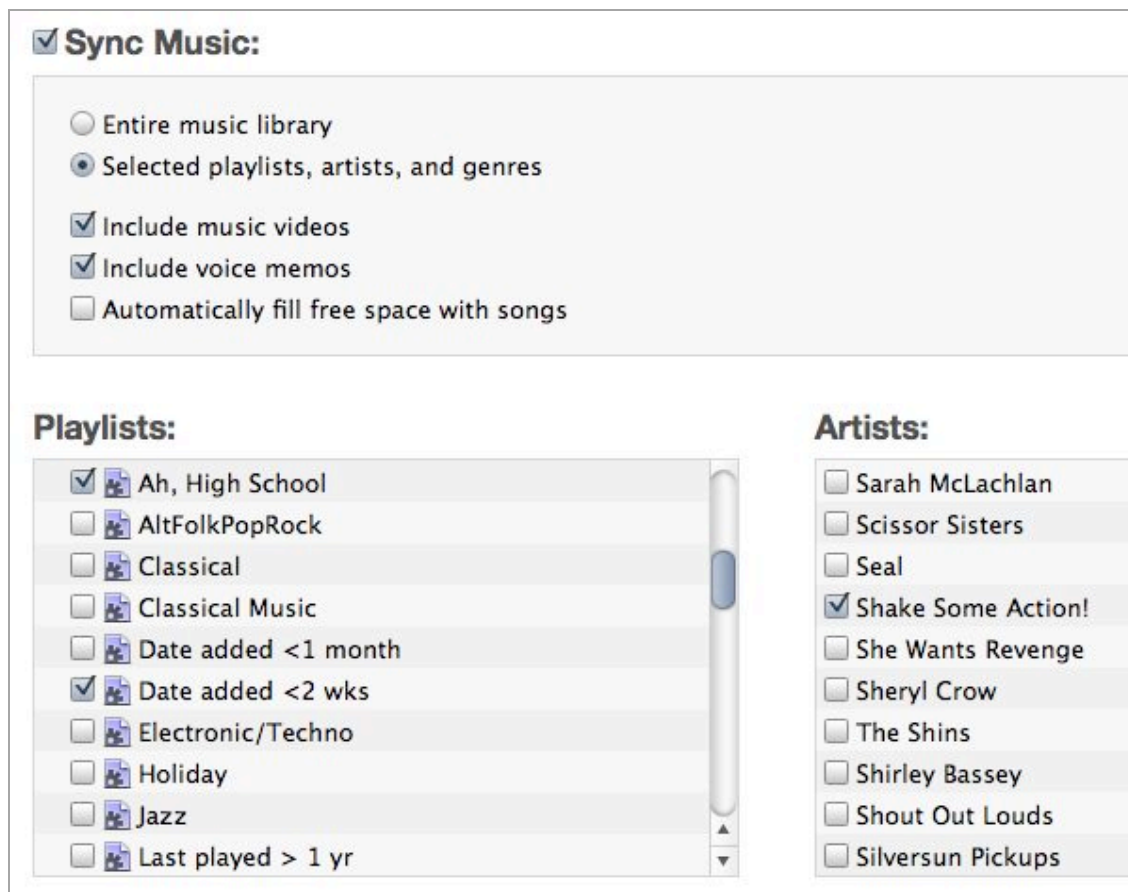 Sync Music:
Entire music library
Selected playlists, artists, and genres
Include music videos
Include voice memos
Automatically fill free space with songs
Playlists:
Ah, High School
AltFolkPopRock
Classical
Classical Music
Date added <1 month
Date added <2 wks
Electronic/Techno
Holiday
Jazz
Last played > 1 yr
Artists:
Sarah McLachlan
Scissor Sisters
Seal
Shake Some Action!
She Wants Revenge
Sheryl Crow
The Shins
Shirley Bassey
Shout Out Louds
Silversun Pickups